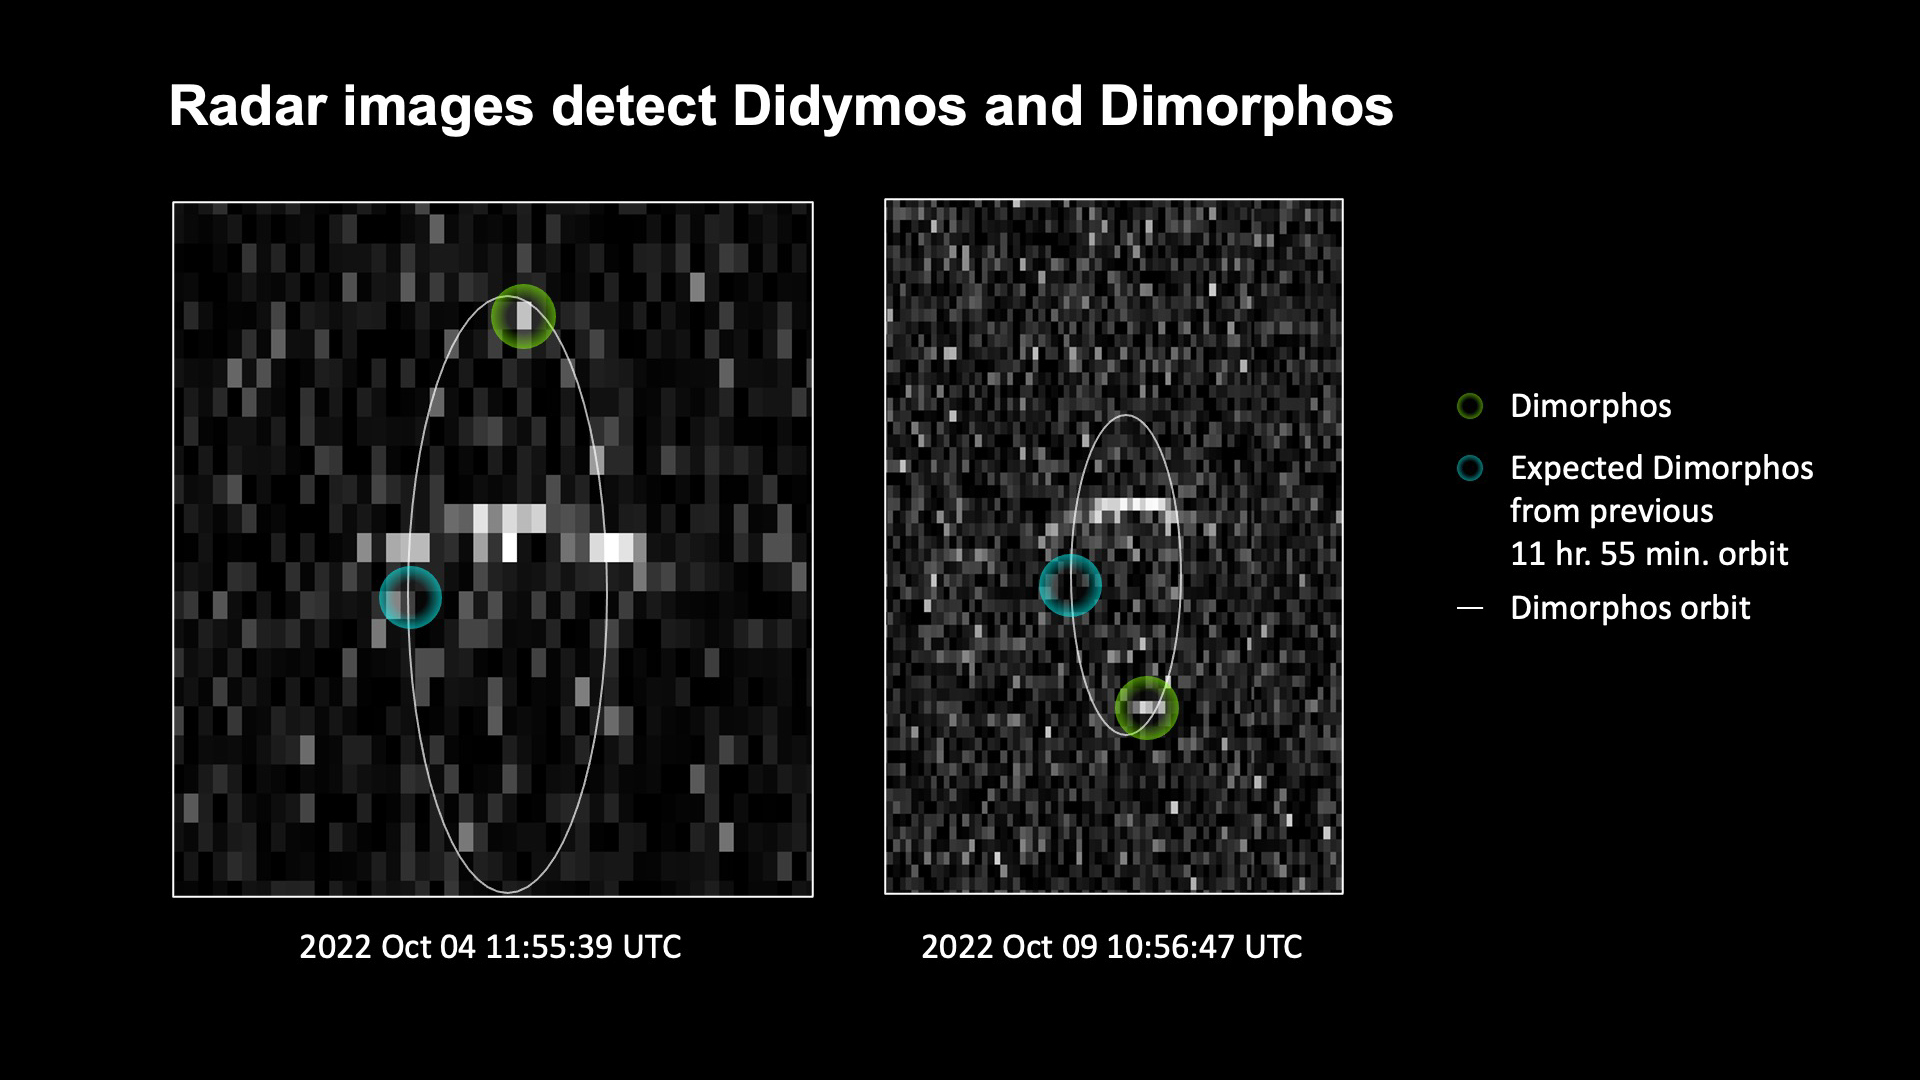 Radar images detect Didymos and Dimorphos
2022 Oct 04 11:55:39 UTC
2022 Oct 09 10:56:47 UTC
Dimorphos
Expected Dimorphos
from previous
11 hr. 55 min. orbit
Dimorphos orbit